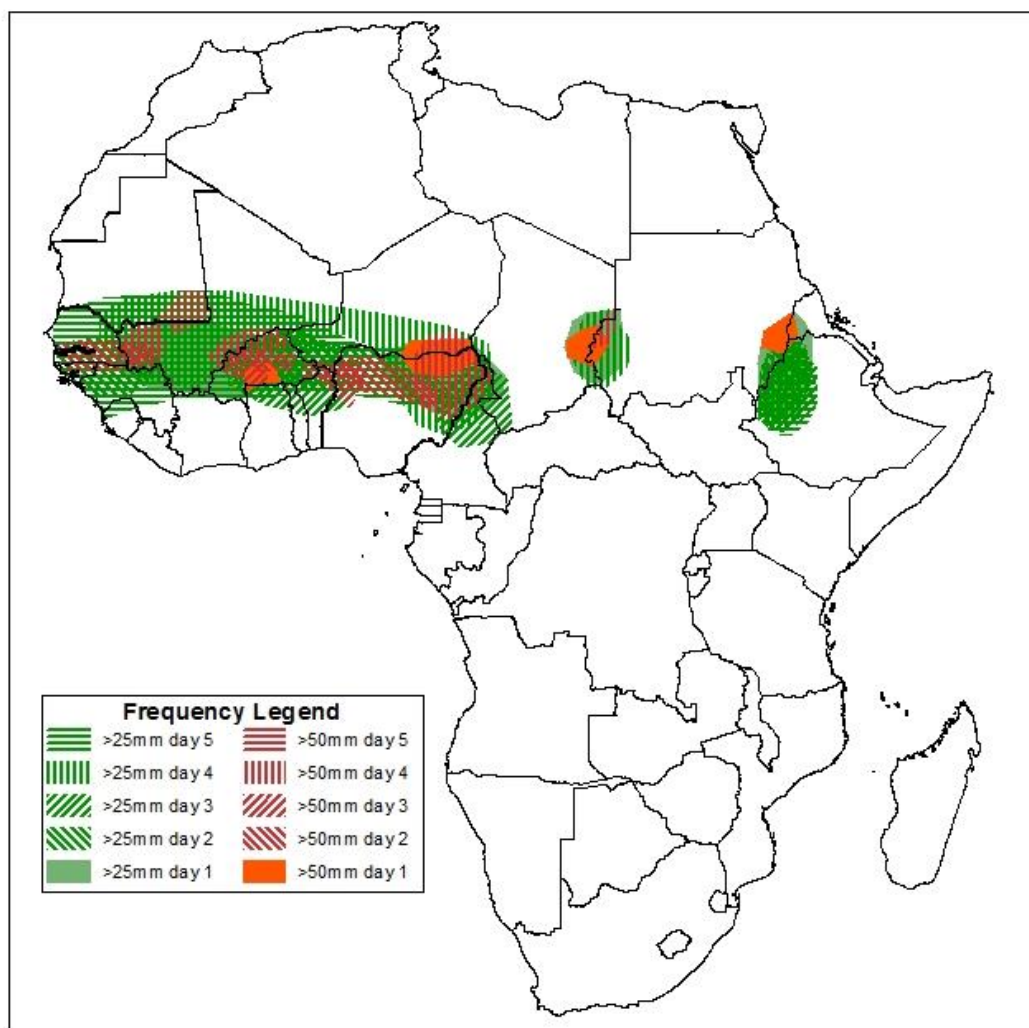 Frequency Legend
>25mm day 5 >50mm day 5
>25mm day 4 >50mm day 4
>25mm day 3 >50mm day 3
>25mm day 2 >50mm day 2
>25mm day 1 >50mm day 1